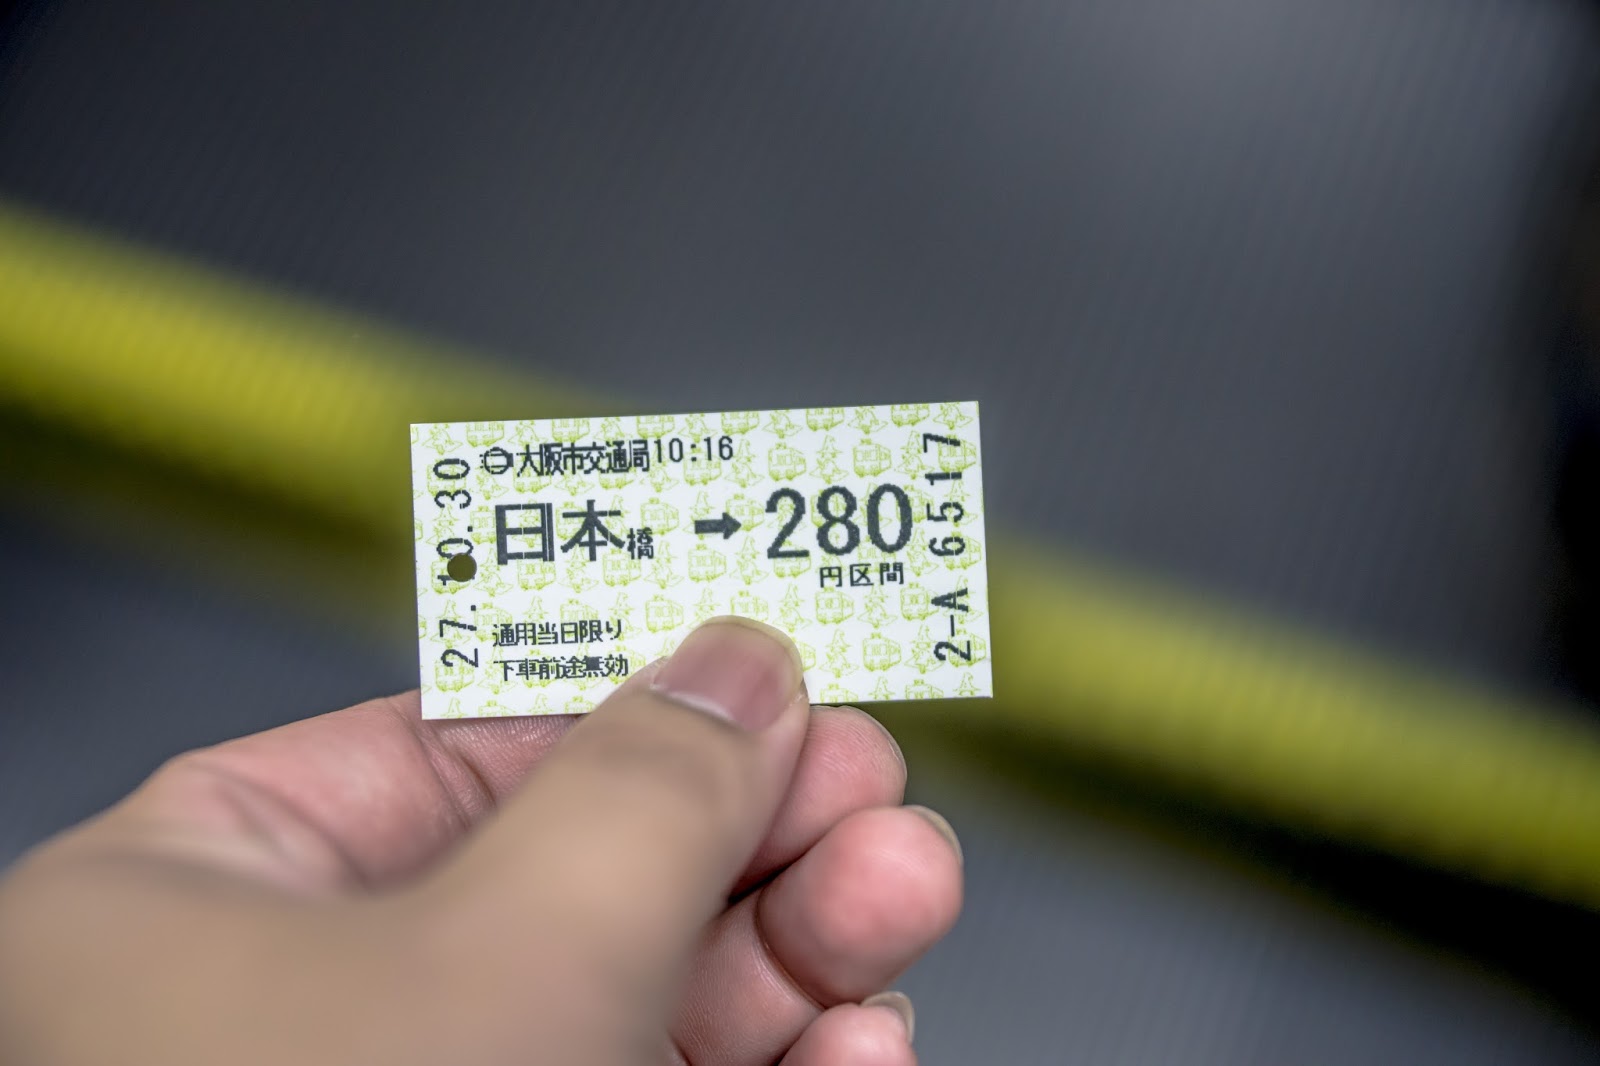 大阪市交通局10:16
日本橋 → 280
円区間
通用当日限り
下車前途無効
27.10.30
2-A 6517